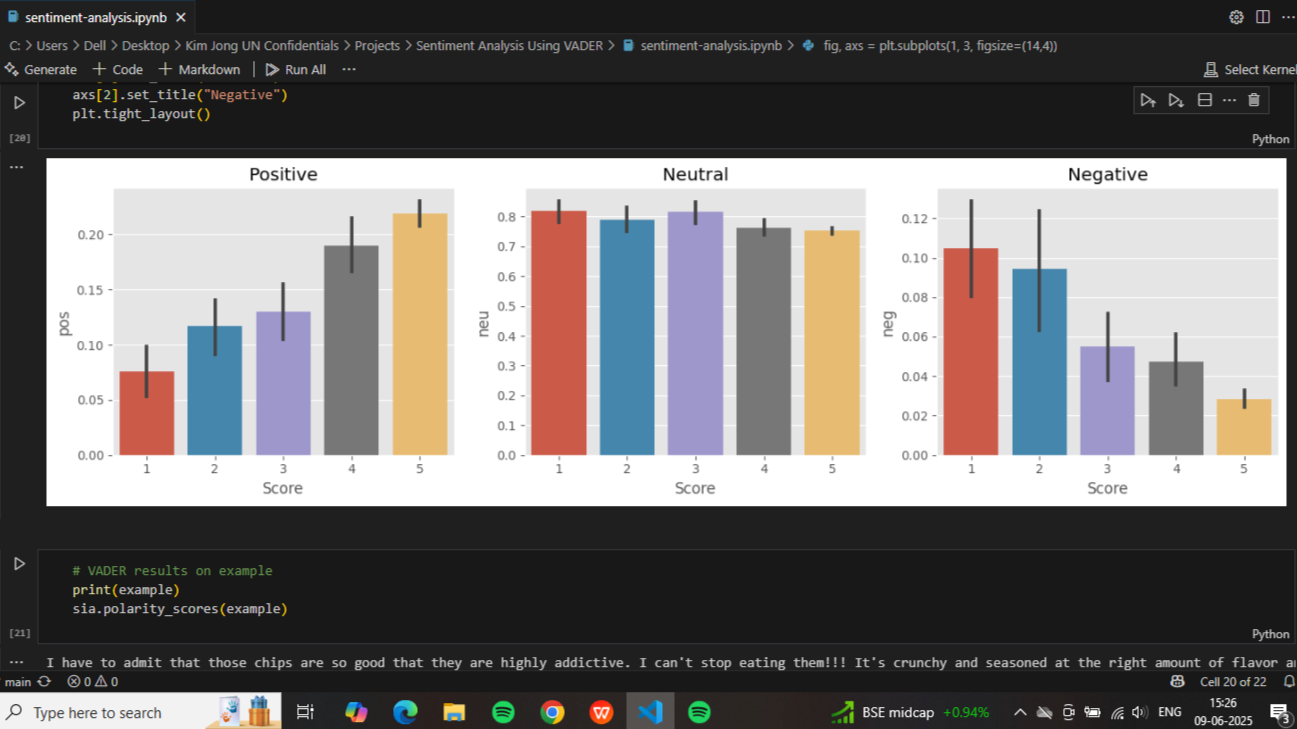 sentiment-analysis.ipynb
C: > Users > Dell > Desktop > Kim Jong UN Confidentials > Projects > Sentiment Analysis Using VADER > sentiment-analysis.ipynb > fig, axs = plt.subplots(1, 3, figsize=(14,4))
Generate + Code + Markdown | Run All ...
Select Kernel
axs[2].set_title("Negative")
plt.tight_layout()
[20]
Python
Positive
0.20
0.15
0.10
0.05
0.00
pos
1 2 3 4 5
Score
Neutral
0.8
0.7
0.6
0.5
0.4
0.3
0.2
0.1
0.0
neu
1 2 3 4 5
Score
Negative
0.12
0.10
0.08
0.06
0.04
0.02
0.00
neg
1 2 3 4 5
Score
# VADER results on example
print(example)
sia.polarity_scores(example)
[21]
Python
I have to admit that those chips are so good that they are highly addictive. I can't stop eating them!!! It's crunchy and seasoned at the right amount of flavor
main 0 0
Cell 20 of 22
Type here to search
BSE midcap +0.94%
ENG
15:26
09-06-2025
3